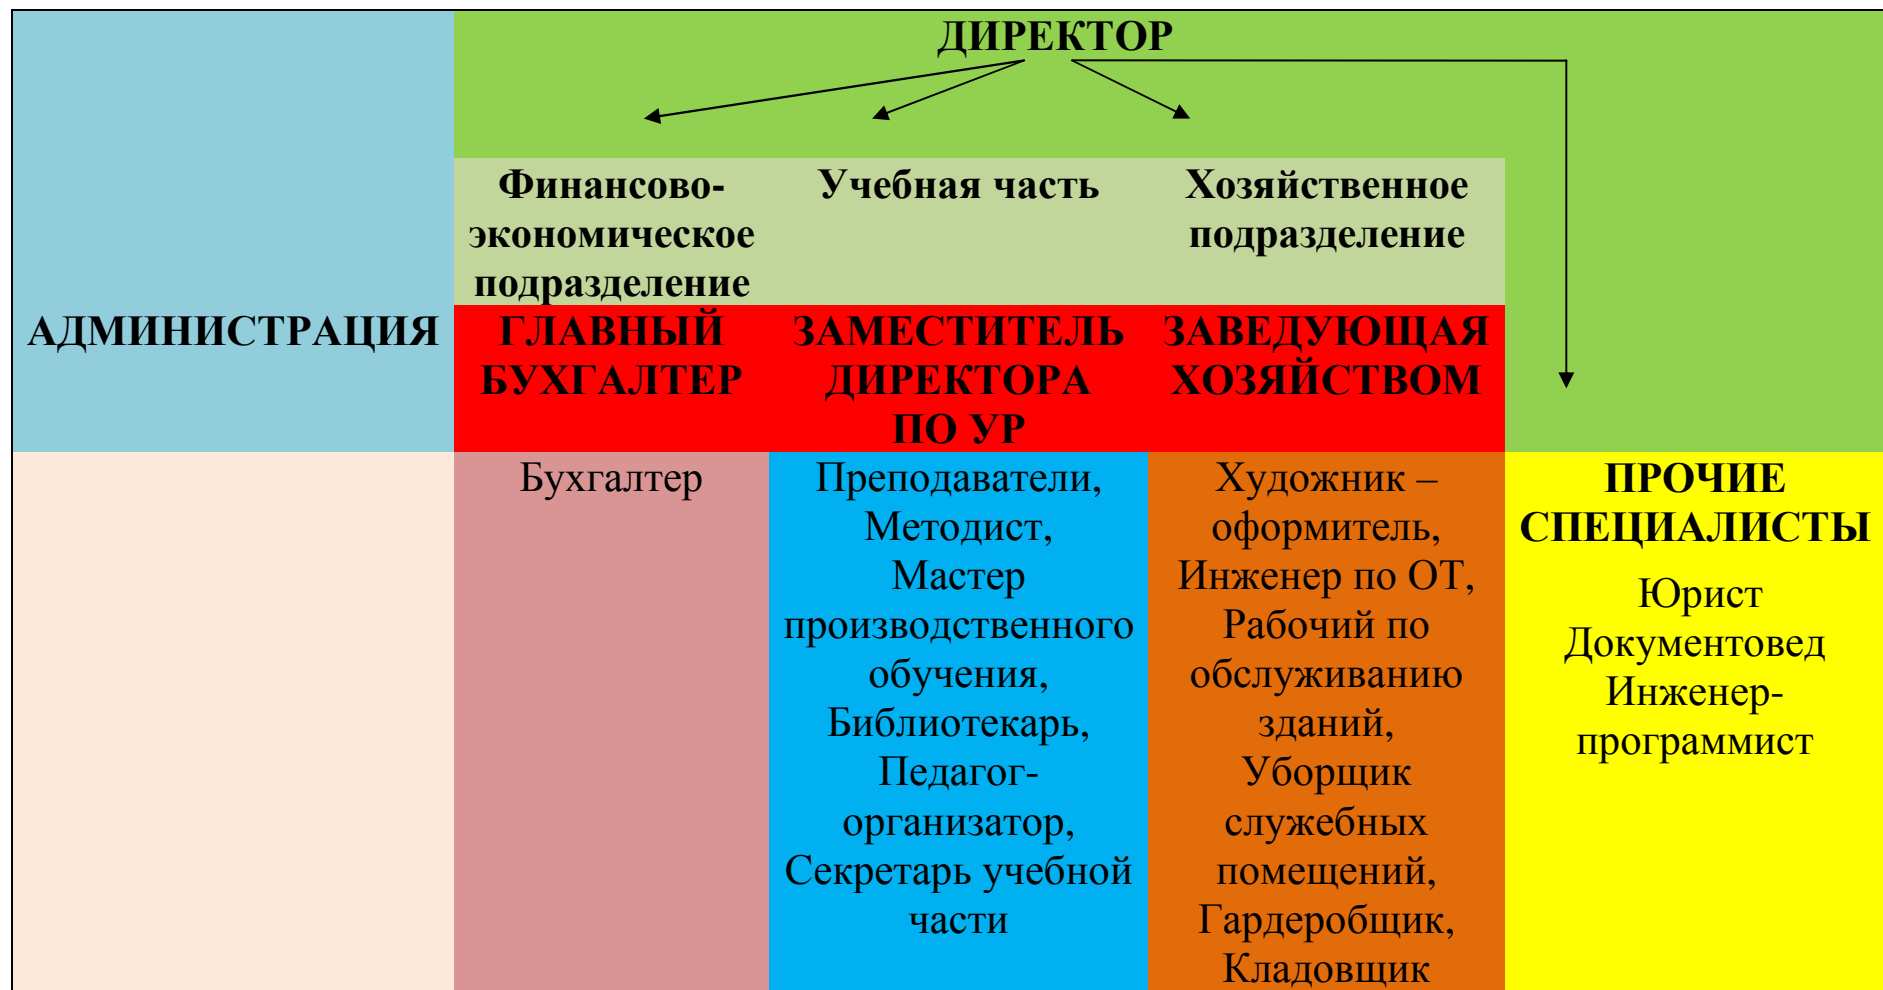 ДИРЕКТОР
Финансово-
экономическое
подразделение
Учебная часть
Хозяйственное
подразделение
АДМИНИСТРАЦИЯ
ГЛАВНЫЙ
БУХГАЛТЕР
ЗАМЕСТИТЕЛЬ
ДИРЕКТОРА
ПО УР
ЗАВЕДУЮЩАЯ
ХОЗЯЙСТВОМ
Бухгалтер
Преподаватели,
Методист,
Мастер
производственного
обучения,
Библиотекарь,
Педагог-
организатор,
Секретарь учебной
части
Художник –
оформитель,
Инженер по ОТ,
Рабочий по
обслуживанию
зданий,
Уборщик
служебных
помещений,
Гардеробщик,
Кладовщик
ПРОЧИЕ
СПЕЦИАЛИСТЫ
Юрист
Документовед
Инженер-
программист